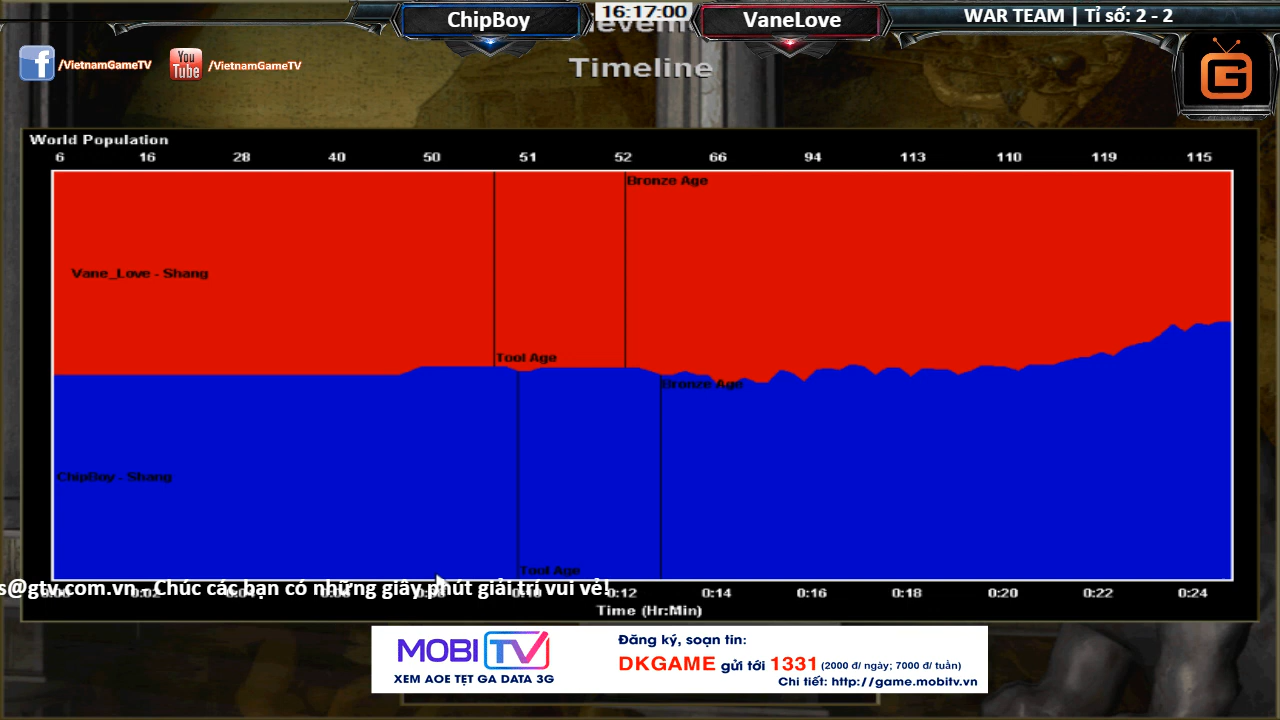 ChipBoy
16:17:00
VaneLove
WAR TEAM | Tỉ số: 2 - 2
/VietnamGameTV
You Tube
/VietnamGameTV
Timeline
World Population
6 16 28 40 50 51 52 66 94 113 110 119 115
Bronze Age
Vane_Love - Shang
Tool Age
Bronze Age
ChipBoy - Shang
Tool Age
s@gtv.com.vn - Chúc các bạn có những giây phút giải trí vui vẻ!
0:12 0:14 0:16 0:18 0:20 0:22 0:24
Time (Hr:Min)
MOBI TV
XEM AOE TẸT GA DATA 3G
Đăng ký, soạn tin:
DKGAME gửi tới 1331 (2000 đ/ ngày; 7000 đ/ tuần)
Chi tiết: http://game.mobitv.vn